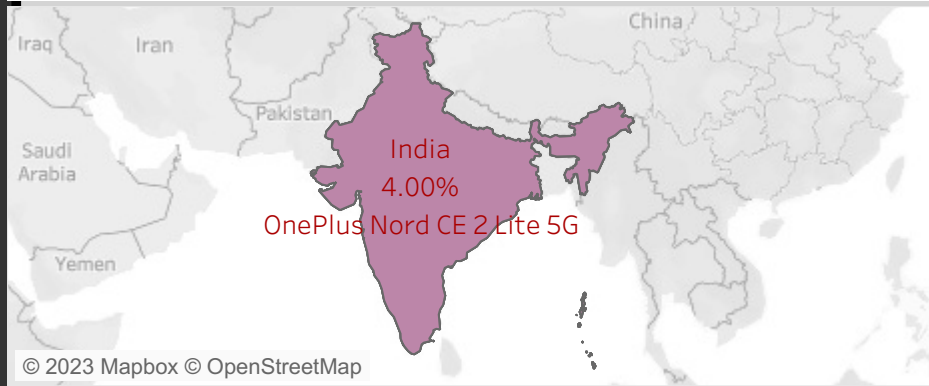 China
Iraq
Iran
Pakistan
Saudi
Arabia
India
4.00%
OnePlus Nord CE 2 Lite 5G
Yemen
© 2023 Mapbox © OpenStreetMap